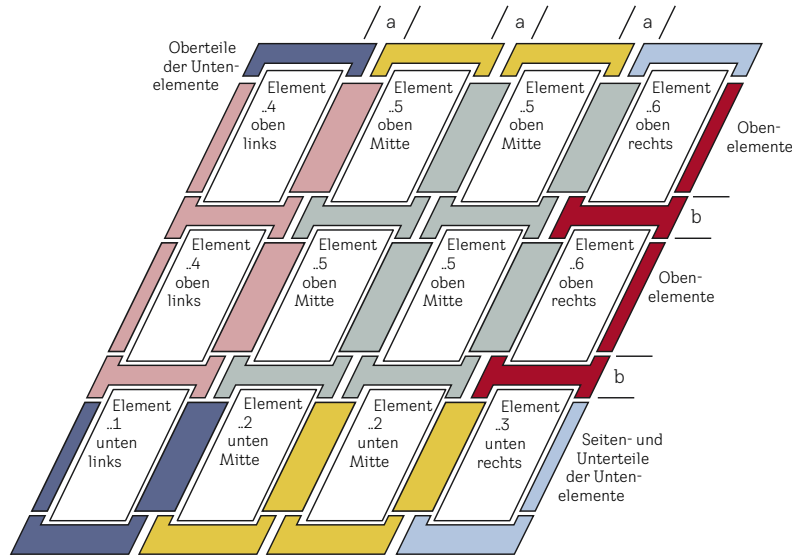 a
a
a
Oberteile
der Unten-
elemente
Element
..4
oben
links
Element
..5
oben
Mitte
Element
..5
oben
Mitte
Element
..6
oben
rechts
Oben-
elemente
b
Element
..4
oben
links
Element
..5
oben
Mitte
Element
..5
oben
Mitte
Element
..6
oben
rechts
Oben-
elemente
b
Element
..1
unten
links
Element
..2
unten
Mitte
Element
..2
unten
Mitte
Element
..3
unten
rechts
Seiten- und
Unterteile
der Unten-
elemente